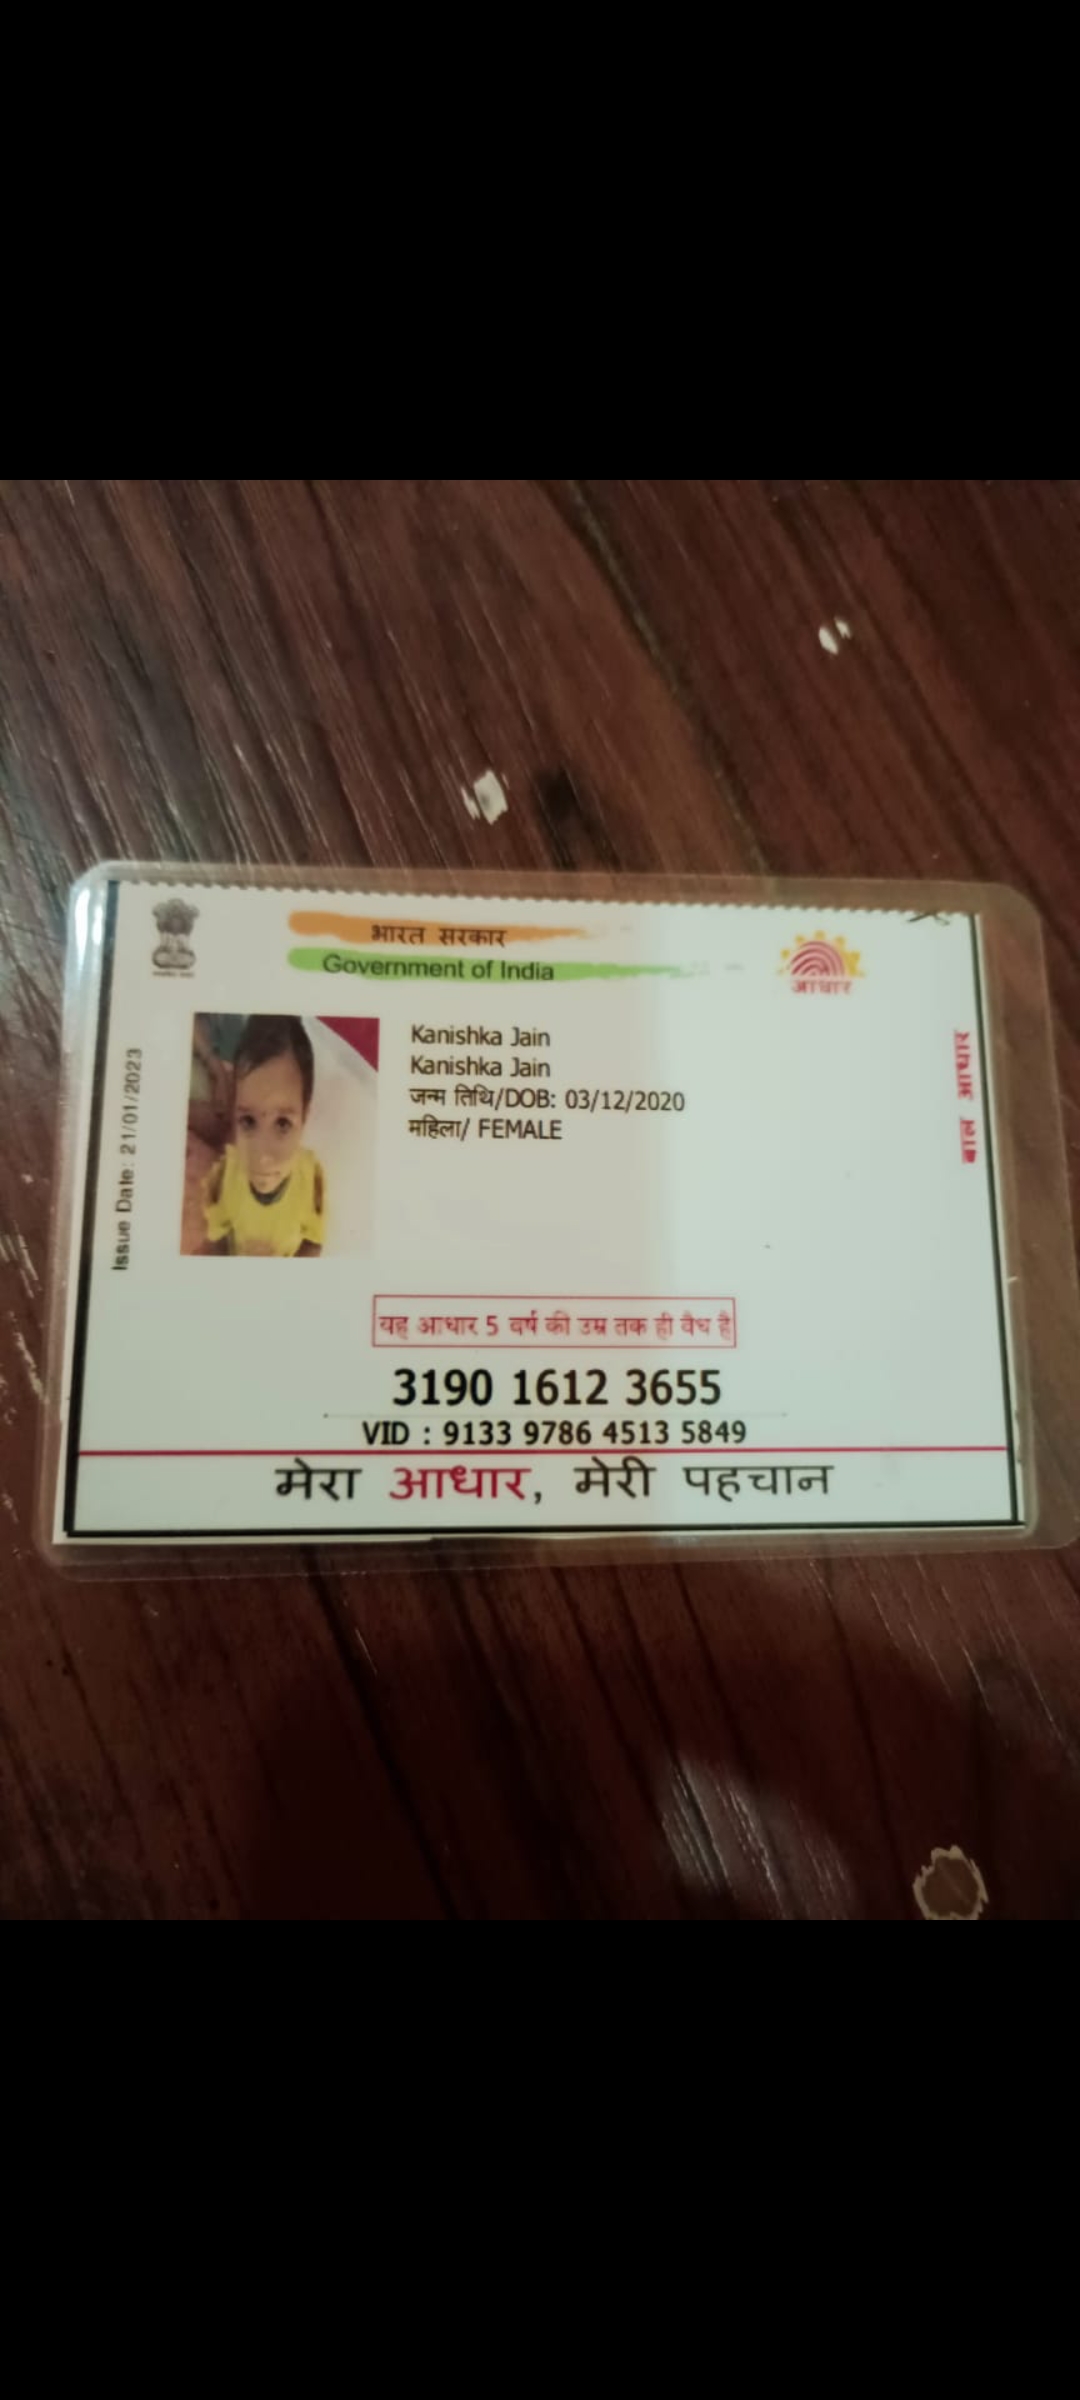 भारत सरकार
Government of India
आधार
Issue Date: 21/01/2023
Kanishka Jain
Kanishka Jain
जन्म तिथि/DOB: 03/12/2020
महिला/ FEMALE
बाल आधार
यह आधार 5 वर्ष की उम्र तक ही वैध है
3190 1612 3655
VID : 9133 9786 4513 5849
मेरा आधार, मेरी पहचान